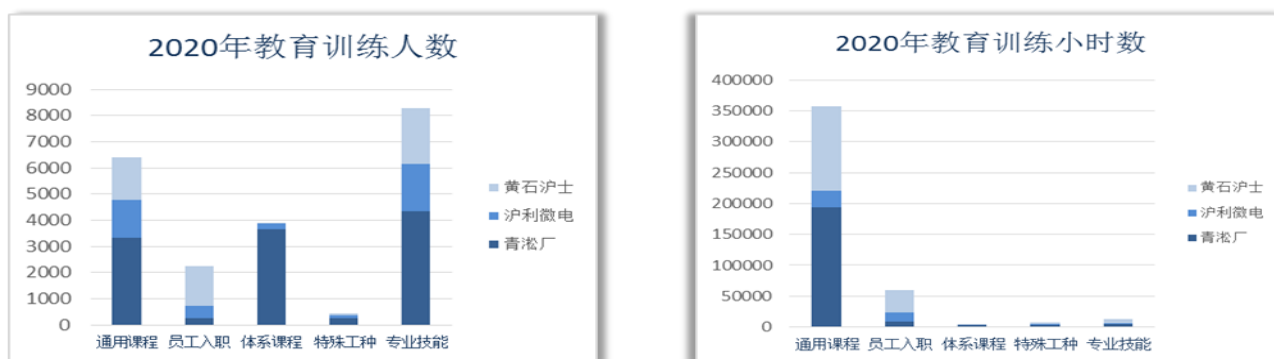 2020年教育训练人数
9000
8000
7000
6000
5000
4000
3000
2000
1000
0
通用课程 员工入职 体系课程 特殊工种 专业技能
黄石沪士
沪利微电
青淞厂
2020年教育训练小时数
400000
350000
300000
250000
200000
150000
100000
50000
0
通用课程 员工入职 体系课程 特殊工种 专业技能
黄石沪士
沪利微电
青淞厂